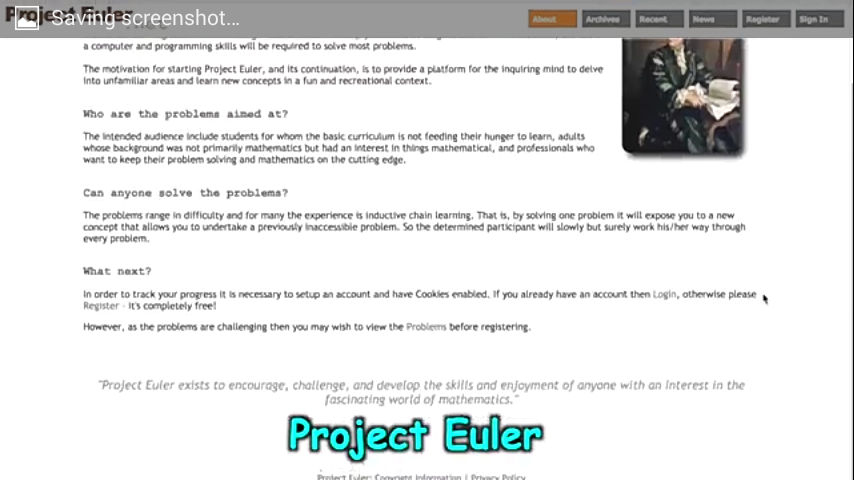 Project Euler
Saving screenshot...
About Archives Recent News Register Sign In
a computer and programming skills will be required to solve most problems.
The motivation for starting Project Euler, and its continuation, is to provide a platform for the inquiring mind to delve
into unfamiliar areas and learn new concepts in a fun and recreational context.
Who are the problems aimed at?
The intended audience include students for whom the basic curriculum is not feeding their hunger to learn, adults
whose background was not primarily mathematics but had an interest in things mathematical, and professionals who
want to keep their problem solving and mathematics on the cutting edge.
Can anyone solve the problems?
The problems range in difficulty and for many the experience is inductive chain learning. That is, by solving one problem it will expose you to a new
concept that allows you to undertake a previously inaccessible problem. So the determined participant will slowly but surely work his/her way through
every problem.
What next?
In order to track your progress it is necessary to setup an account and have Cookies enabled. If you already have an account then Login, otherwise please
Register - it's completely free!
However, as the problems are challenging then you may wish to view the Problems before registering.
"Project Euler exists to encourage, challenge, and develop the skills and enjoyment of anyone with an interest in the
fascinating world of mathematics."
Project Euler
Project Euler: Copyright Information | Privacy Policy